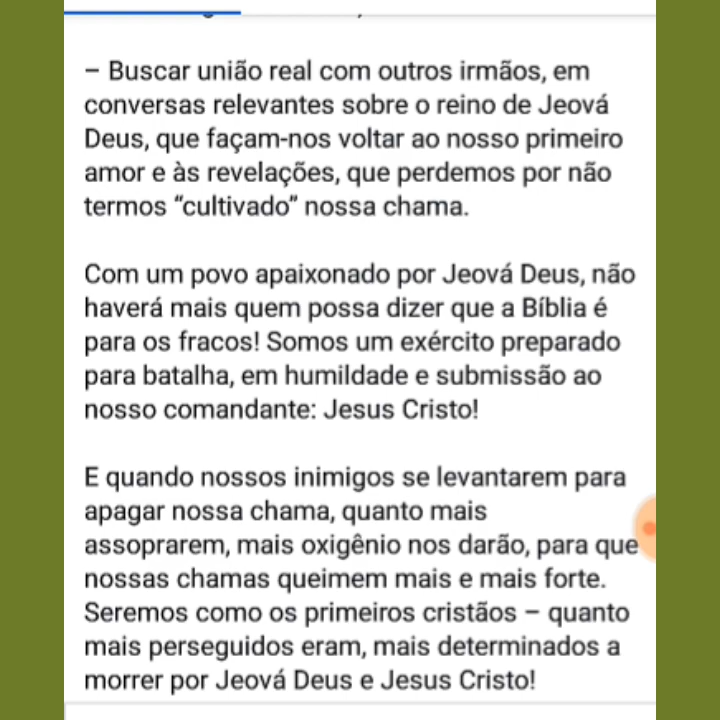 – Buscar união real com outros irmãos, em
conversas relevantes sobre o reino de Jeová
Deus, que façam-nos voltar ao nosso primeiro
amor e às revelações, que perdemos por não
termos “cultivado” nossa chama.
Com um povo apaixonado por Jeová Deus, não
haverá mais quem possa dizer que a Bíblia é
para os fracos! Somos um exército preparado
para batalha, em humildade e submissão ao
nosso comandante: Jesus Cristo!
E quando nossos inimigos se levantarem para
apagar nossa chama, quanto mais
assoprarem, mais oxigênio nos darão, para que
nossas chamas queimem mais e mais forte.
Seremos como os primeiros cristãos – quanto
mais perseguidos eram, mais determinados a
morrer por Jeová Deus e Jesus Cristo!